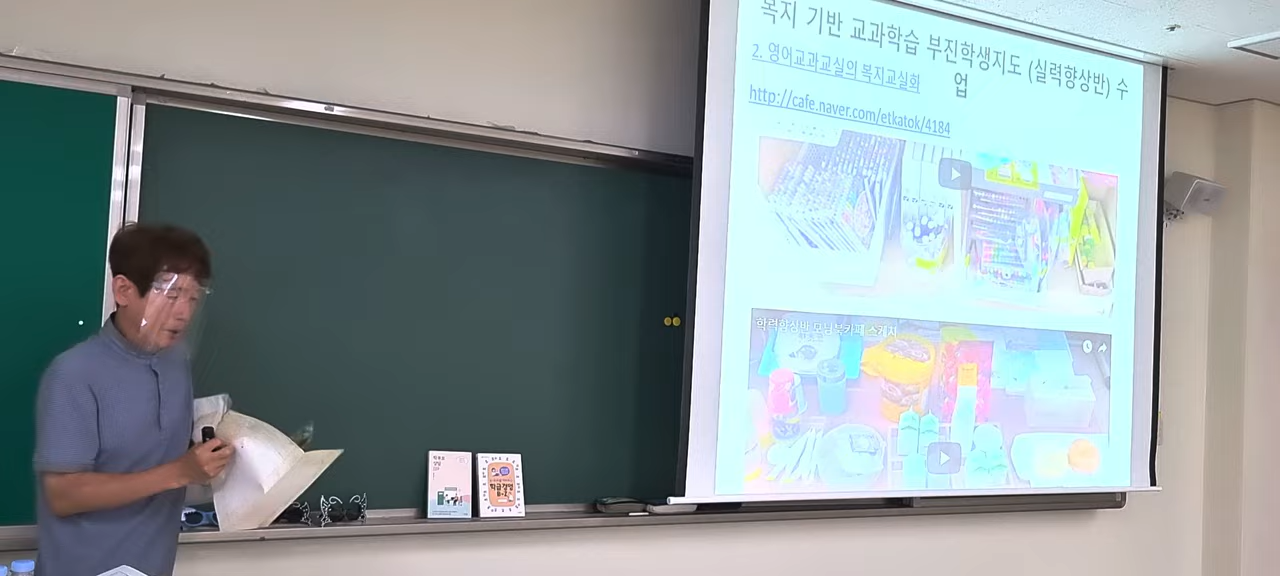 복지 기반 교과학습 부진학생지도 (실력향상반) 수
업
2. 영어교과교실의 복지교실화
http://cafe.naver.com/etkatok/4184
학력향상반 모닝북카페 스케치